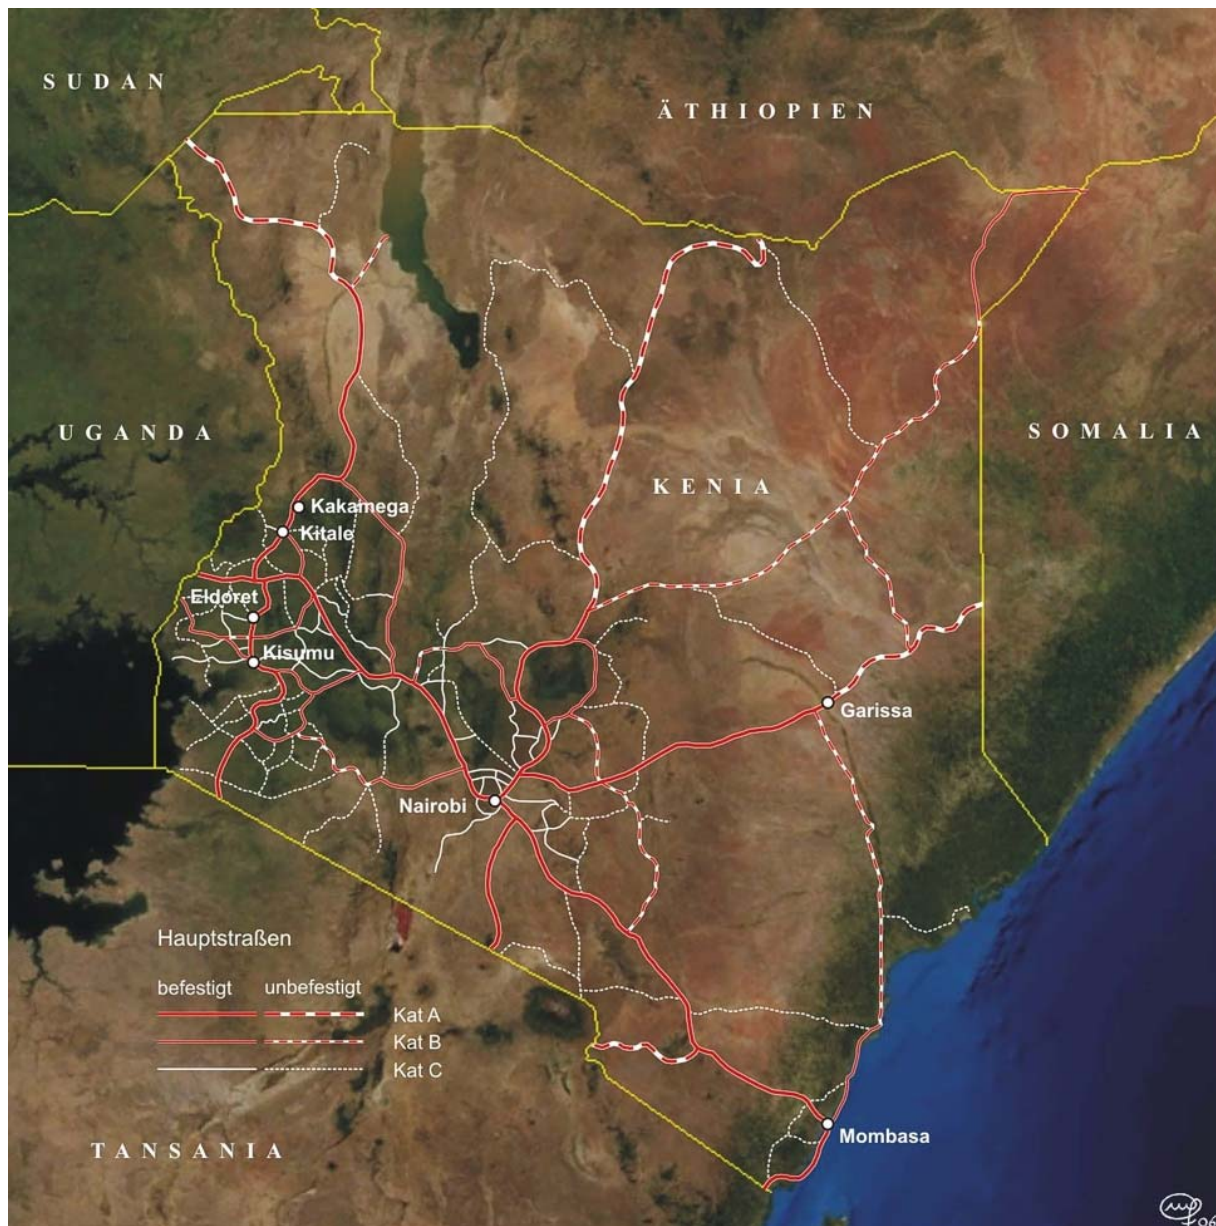 SUDAN
ÄTHIOPIEN
UGANDA
SOMALIA
KENIA
Kakamega
Kitale
Eldoret
Kisumu
Garissa
Nairobi
Hauptstraßen
befestigt unbefestigt
Kat A
Kat B
Kat C
Mombasa
TANSANIA